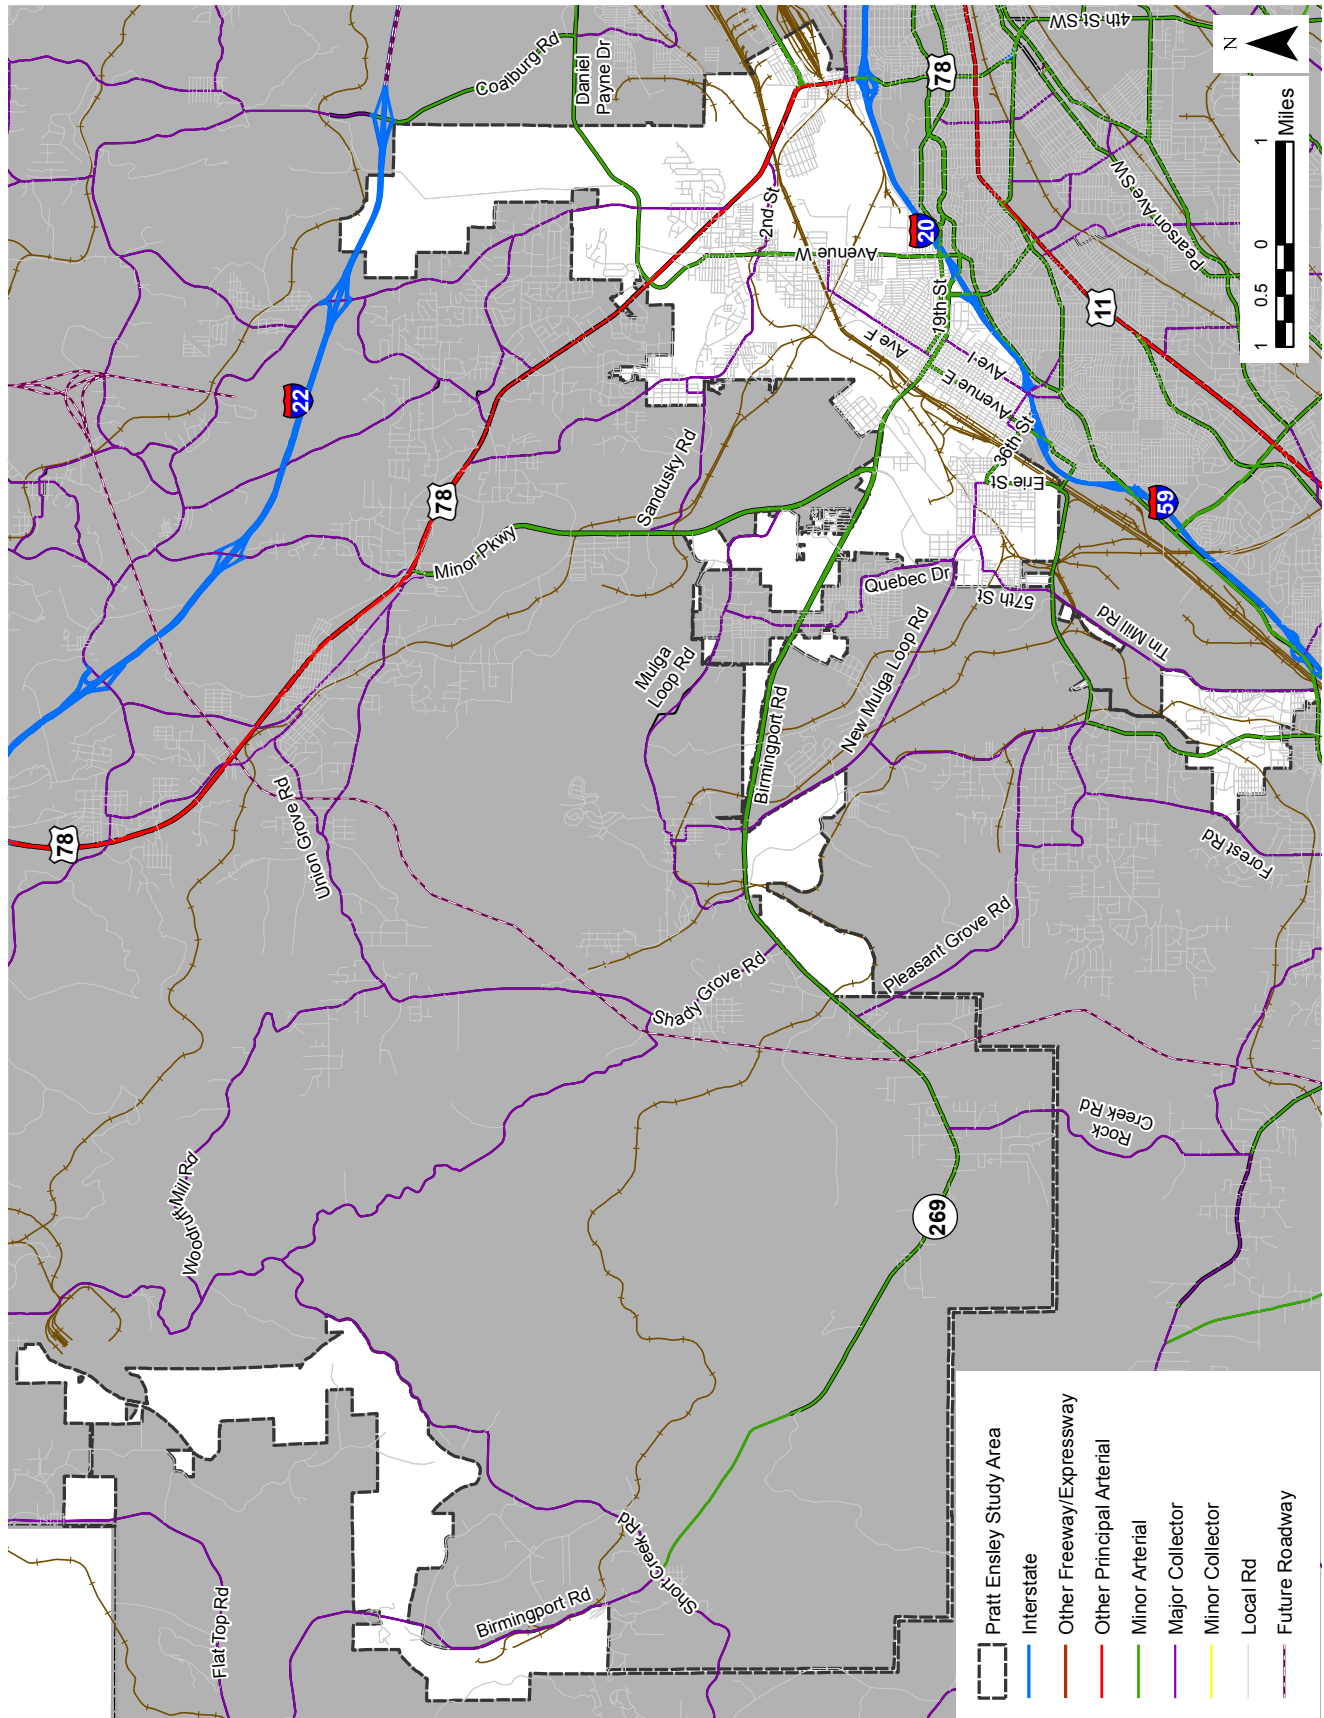 Flat Top Rd
Birmingport Rd
Short Creek Rd
Woodruff Mill Rd
269
Rock
Creek Rd
Union Grove Rd
Shady Grove Rd
Pleasant Grove Rd
Forest Rd
78
Mulga
Loop Rd
Birmingport Rd
New Mulga Loop Rd
Quebec Dr
57th St
Tin Mill Rd
Minor Pkwy
78
22
Sandusky Rd
Erie St
36th St
59
Avenue E
Ave I
Ave F
19th St
Avenue W
2nd St
20
11
Coalburg Rd
Daniel
Payne Dr
78
4th St SW
Pearson Ave SW
N
1
0.5
0
1
Miles
Pratt Ensley Study Area
Interstate
Other Freeway/Expressway
Other Principal Arterial
Minor Arterial
Major Collector
Minor Collector
Local Rd
Future Roadway